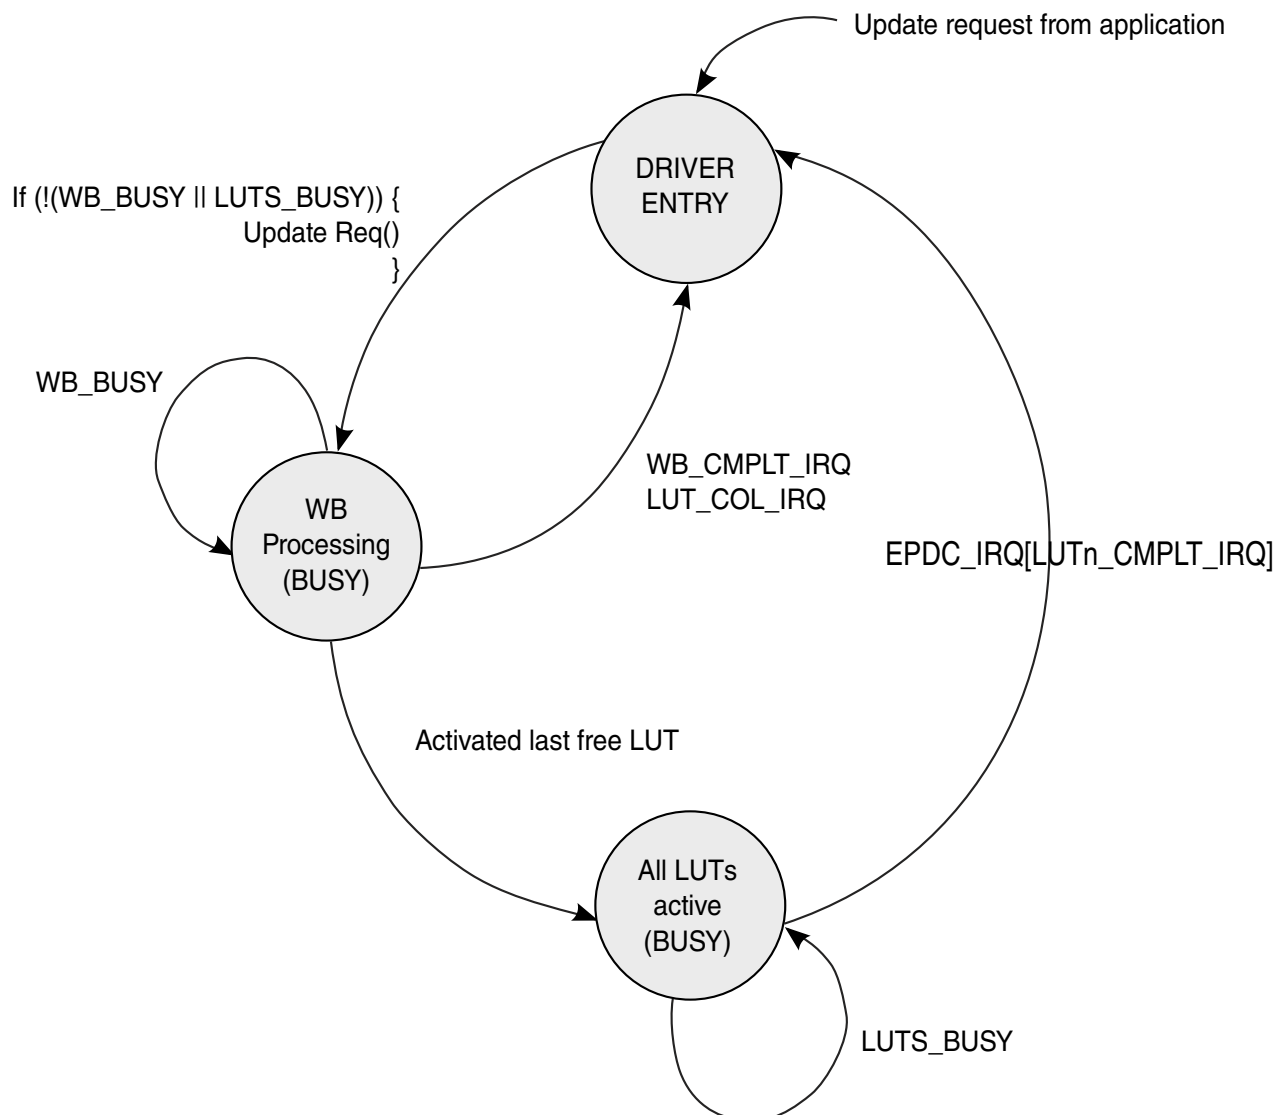 Update request from application
DRIVER
ENTRY
If (!(WB_BUSY || LUTS_BUSY)) {
Update Req()
}
WB_BUSY
WB_CMPLT_IRQ
LUT_COL_IRQ
WB
Processing
(BUSY)
EPDC_IRQ[LUTn_CMPLT_IRQ]
Activated last free LUT
All LUTs
active
(BUSY)
LUTS_BUSY